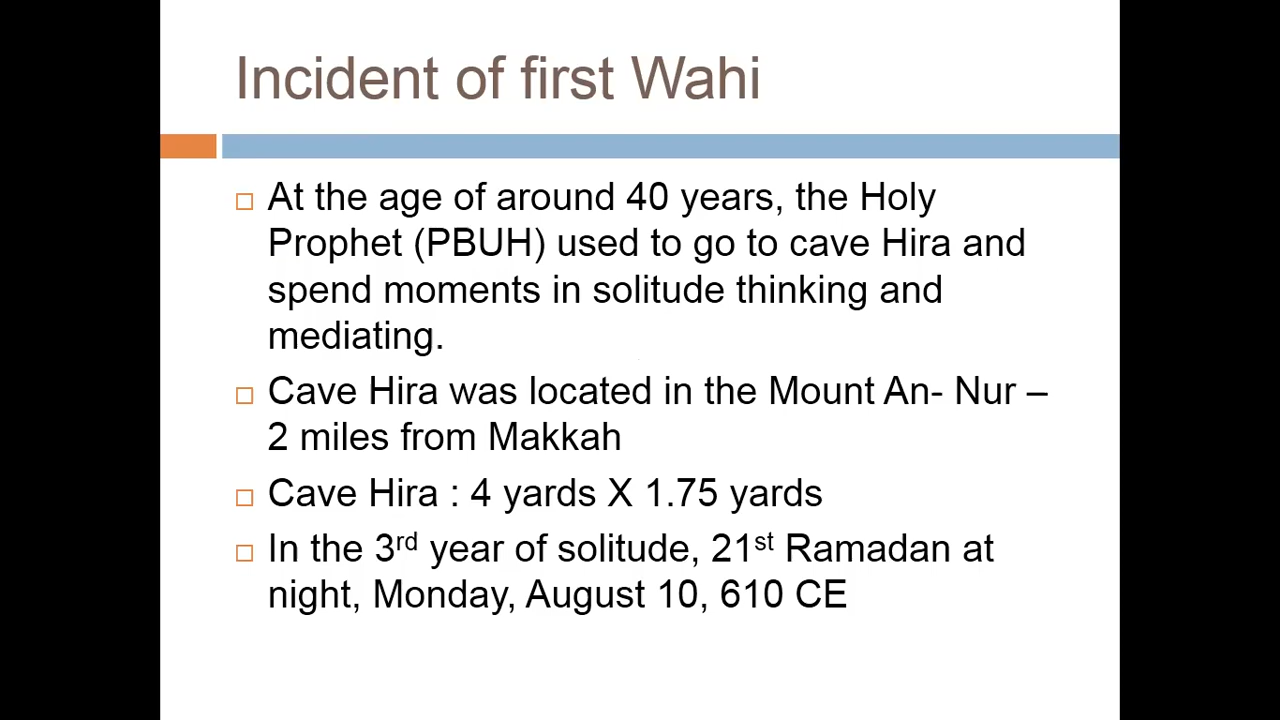 Incident of first Wahi
At the age of around 40 years, the Holy
Prophet (PBUH) used to go to cave Hira and
spend moments in solitude thinking and
mediating.
Cave Hira was located in the Mount An- Nur –
2 miles from Makkah
Cave Hira : 4 yards X 1.75 yards
In the 3rd year of solitude, 21st Ramadan at
night, Monday, August 10, 610 CE